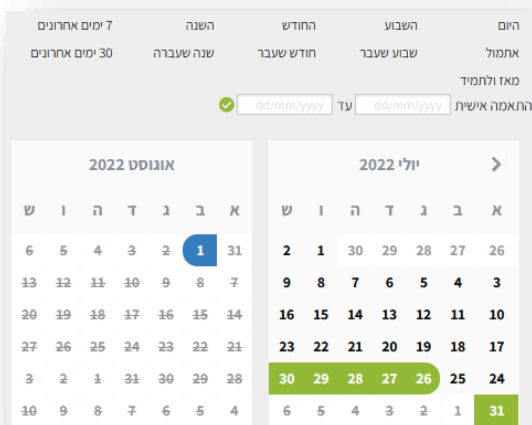 היום השבוע החודש השנה 7 ימים אחרונים
אתמול שבוע שעבר חודש שעבר שנה שעברה 30 ימים אחרונים
מאז ולתמיד
התאמה אישית dd/mm/yyyy עד dd/mm/yyyy
יולי 2022
א ב ג ד ה ו ש
26 27 28 29 30 1 2
3 4 5 6 7 8 9
10 11 12 13 14 15 16
17 18 19 20 21 22 23
24 25 26 27 28 29 30
31 1 2 3 4 5 6
אוגוסט 2022
א ב ג ד ה ו ש
31 1 2 3 4 5 6
7 8 9 10 11 12 13
14 15 16 17 18 19 20
21 22 23 24 25 26 27
28 29 30 31 1 2 3
4 5 6 7 8 9 10